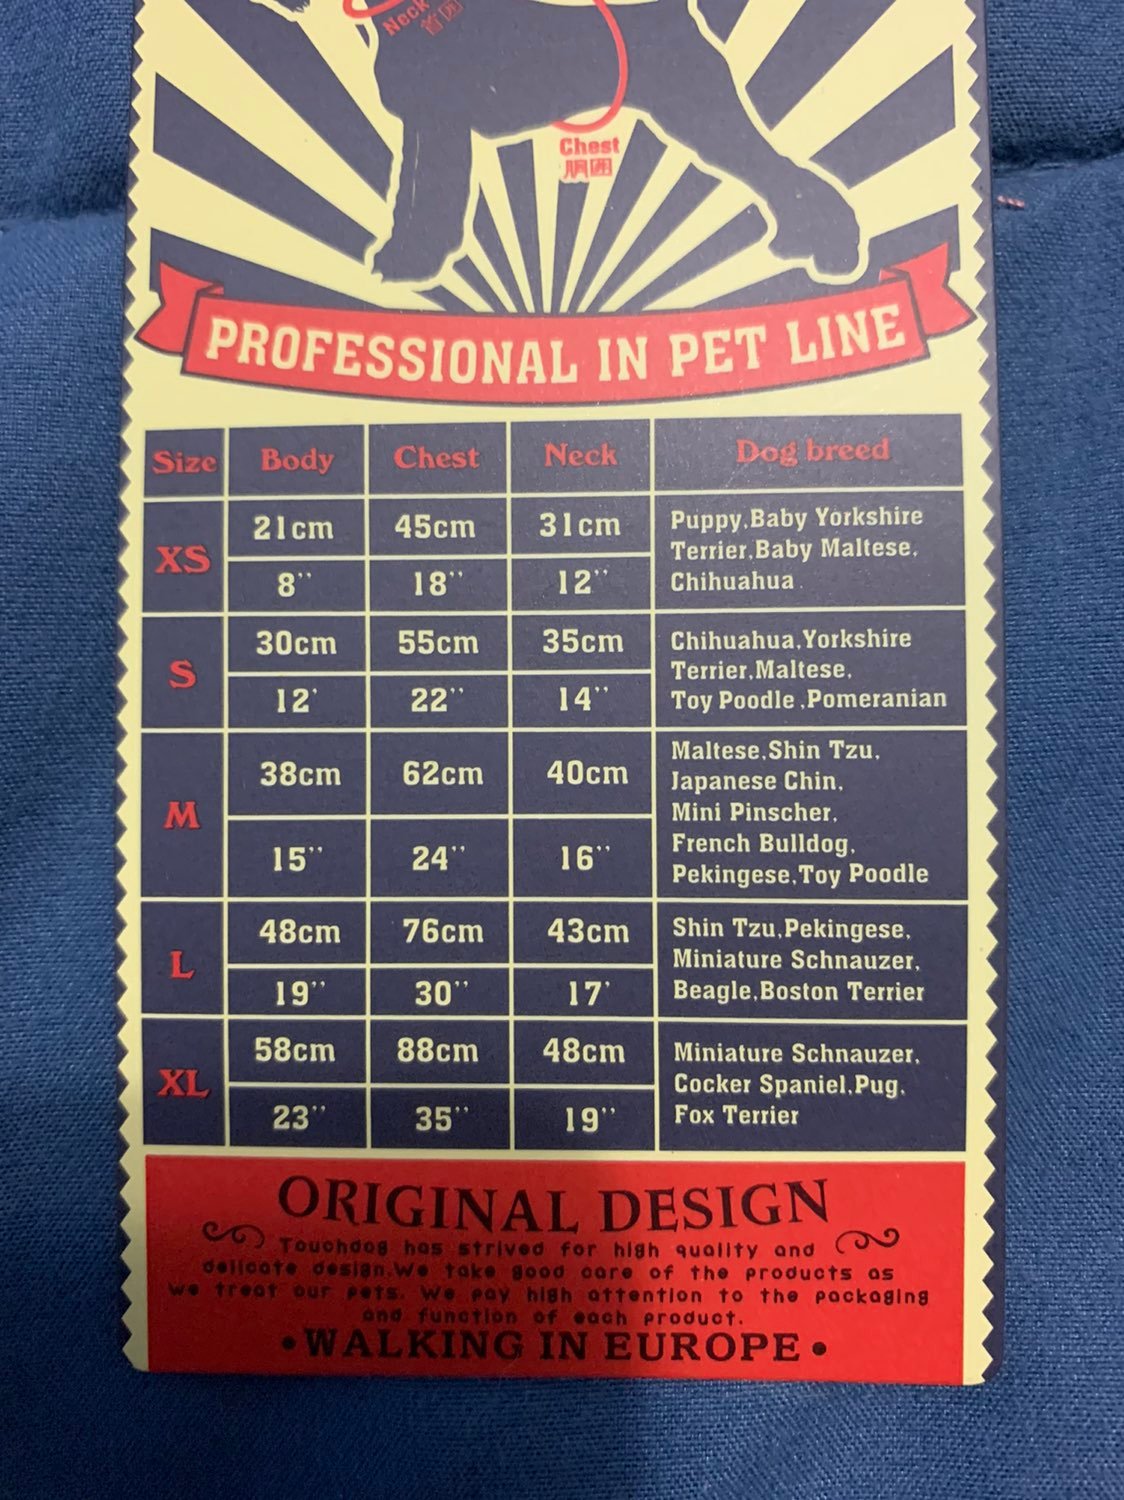 Neck
首围
Chest
胸围
PROFESSIONAL IN PET LINE
Size Body Chest Neck Dog breed
XS
21cm 45cm 31cm
8’’ 18’’ 12’’
Puppy,Baby Yorkshire
Terrier,Baby Maltese,
Chihuahua .
S
30cm 55cm 35cm
12’ 22’’ 14’’
Chihuahua,Yorkshire
Terrier,Maltese,
Toy Poodle ,Pomeranian
M
38cm 62cm 40cm
15’’ 24’’ 16’’
Maltese,Shin Tzu,
Japanese Chin,
Mini Pinscher,
French Bulldog,
Pekingese,Toy Poodle
L
48cm 76cm 43cm
19’’ 30’’ 17’
Shin Tzu,Pekingese,
Miniature Schnauzer,
Beagle,Boston Terrier
XL
58cm 88cm 48cm
23’’ 35’’ 19’’
Miniature Schnauzer,
Cocker Spaniel,Pug,
Fox Terrier
ORIGINAL DESIGN
Touchdog has strived for high quality and
delicate design.We take good care of the products as
we treat our pets. We pay high attention to the packaging
and function of each product.
•WALKING IN EUROPE•